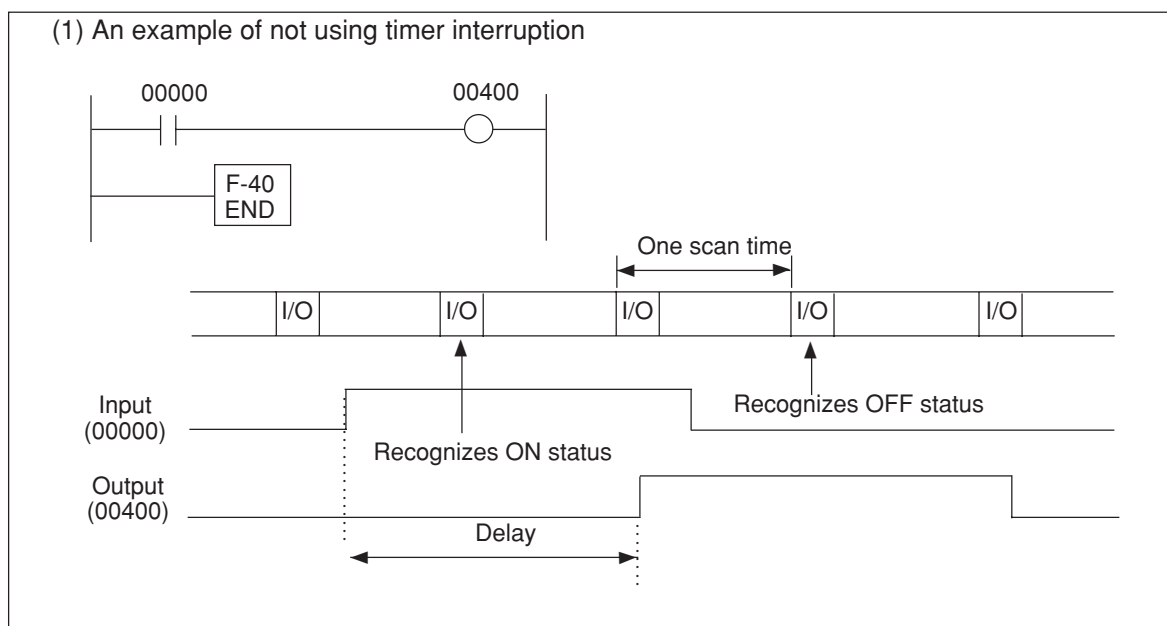 (1) An example of not using timer interruption
00000
00400
F-40
END
One scan time
I/O
I/O
I/O
I/O
I/O
Input
(00000)
Recognizes ON status
Recognizes OFF status
Output
(00400)
Delay